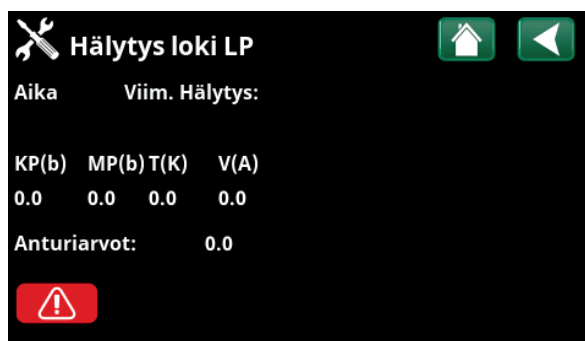 Hälytys loki LP
Aika Viim. Hälytys:
KP(b) MP(b) T(K) V(A)
0.0 0.0 0.0 0.0
Anturiarvot: 0.0